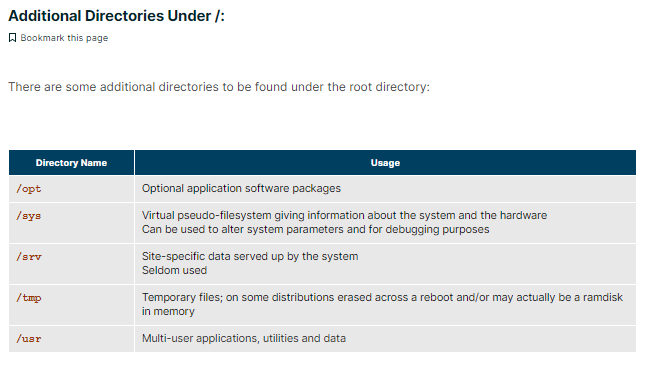 Additional Directories Under /:
Bookmark this page
There are some additional directories to be found under the root directory:
Directory Name Usage
/opt Optional application software packages
/sys Virtual pseudo-filesystem giving information about the system and the hardware
Can be used to alter system parameters and for debugging purposes
/srv Site-specific data served up by the system
Seldom used
/tmp Temporary files; on some distributions erased across a reboot and/or may actually be a ramdisk
in memory
/usr Multi-user applications, utilities and data